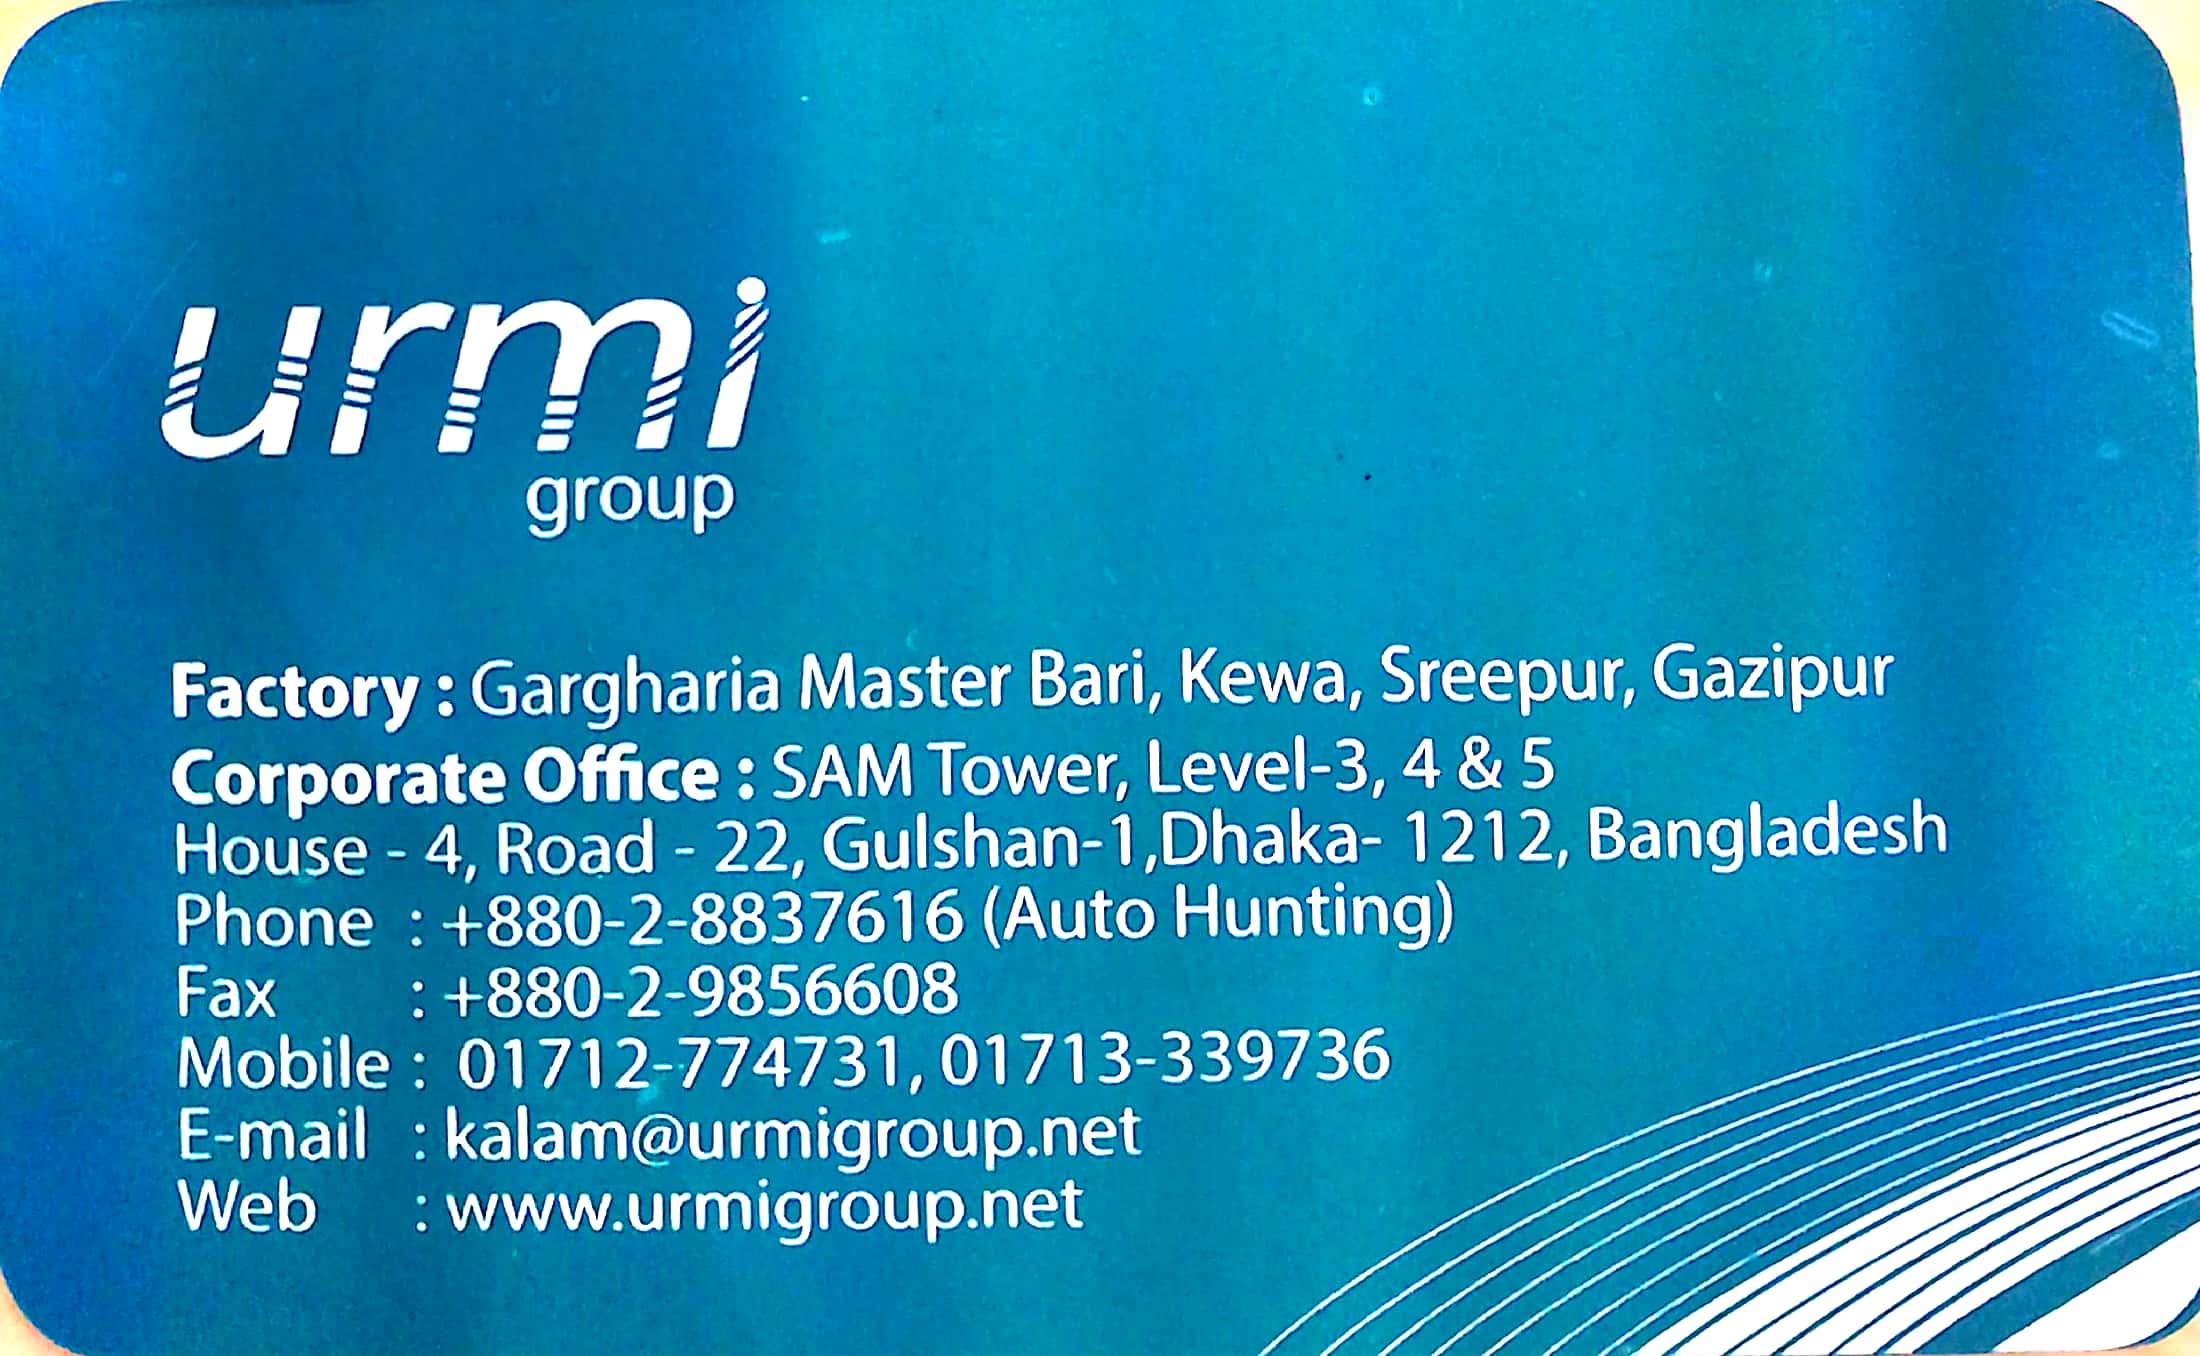 urmi
group
Factory : Gargharia Master Bari, Kewa, Sreepur, Gazipur
Corporate Office : SAM Tower, Level-3, 4 & 5
House - 4, Road - 22, Gulshan-1,Dhaka- 1212, Bangladesh
Phone : +880-2-8837616 (Auto Hunting)
Fax : +880-2-9856608
Mobile : 01712-774731, 01713-339736
E-mail : kalam@urmigroup.net
Web : www.urmigroup.net